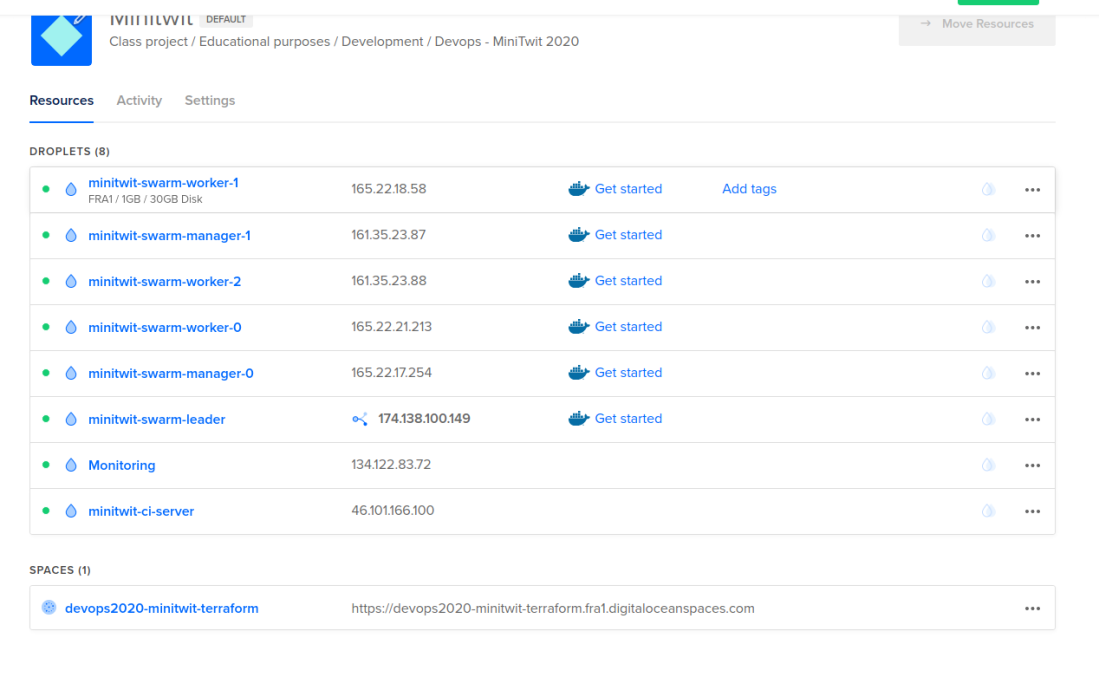 Minitwit DEFAULT
Class project / Educational purposes / Development / Devops - MiniTwit 2020
→ Move Resources
Resources Activity Settings
DROPLETS (8)
minitwit-swarm-worker-1 165.22.18.58 Get started Add tags
FRA1 / 1GB / 30GB Disk
minitwit-swarm-manager-1 161.35.23.87 Get started
minitwit-swarm-worker-2 161.35.23.88 Get started
minitwit-swarm-worker-0 165.22.21.213 Get started
minitwit-swarm-manager-0 165.22.17.254 Get started
minitwit-swarm-leader 174.138.100.149 Get started
Monitoring 134.122.83.72
minitwit-ci-server 46.101.166.100
SPACES (1)
devops2020-minitwit-terraform https://devops2020-minitwit-terraform.fra1.digitaloceanspaces.com